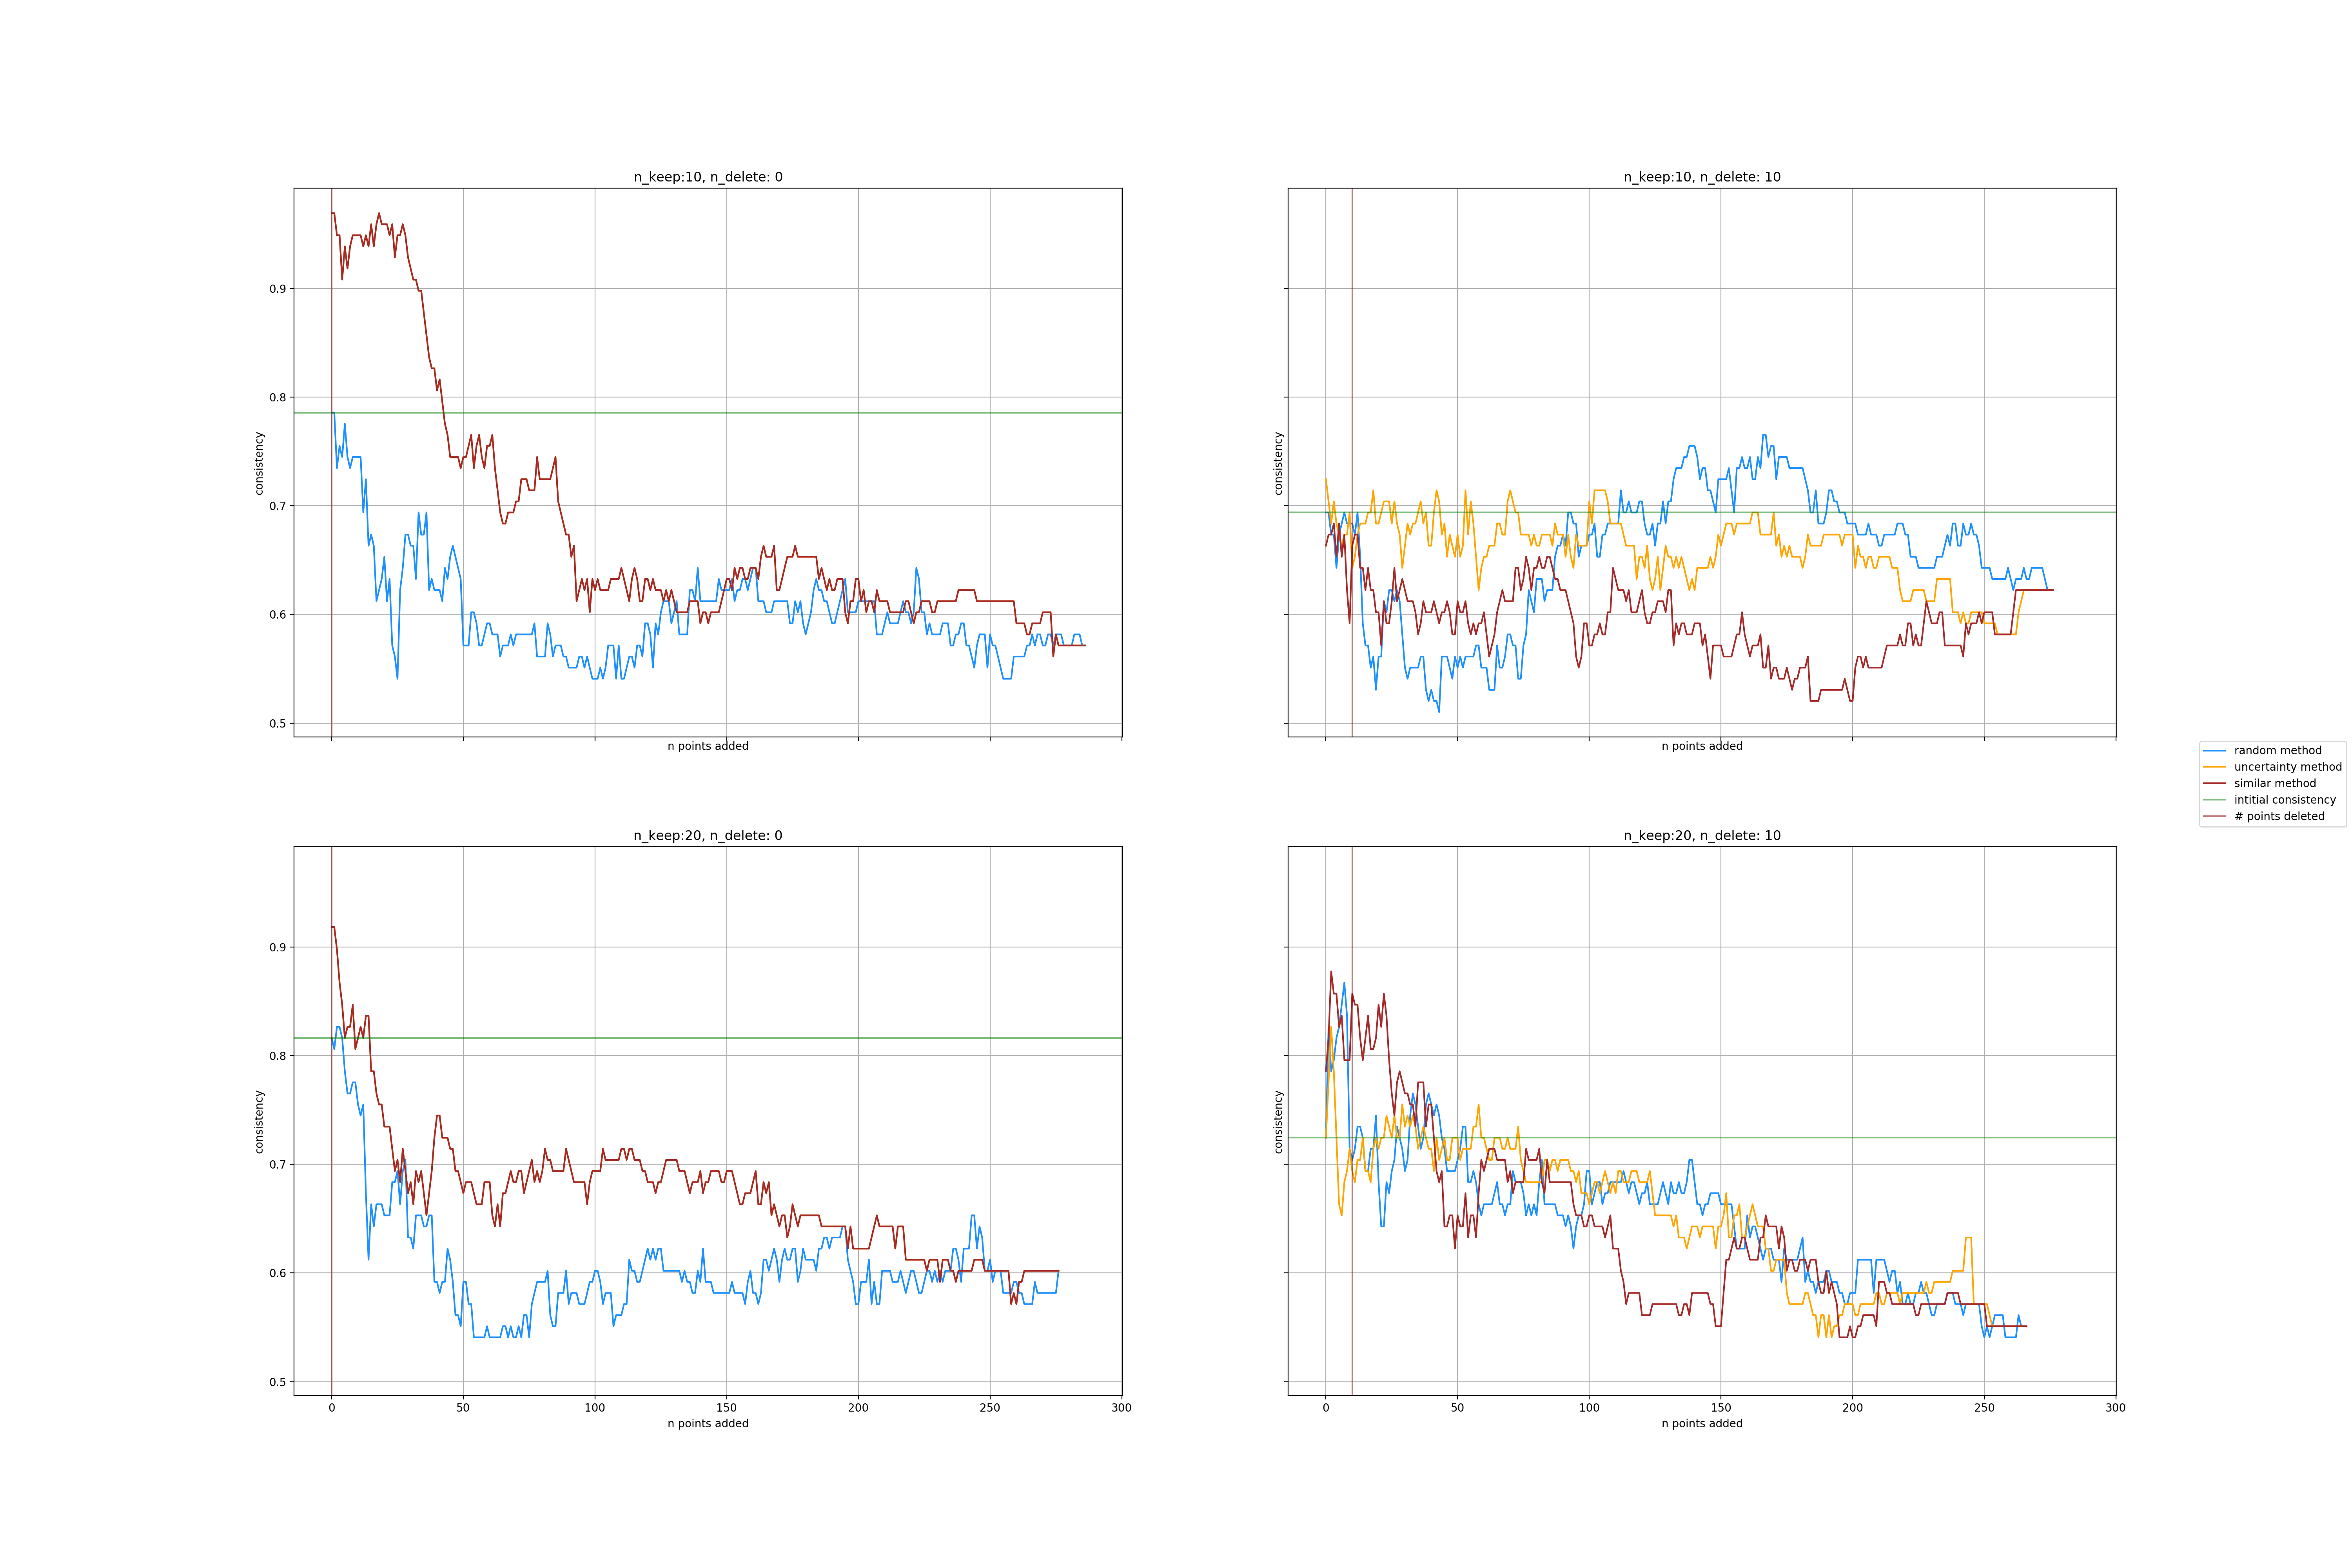 n_keep:10, n_delete: 0
n_keep:10, n_delete: 10
0.9
0.8
0.7
0.6
0.5
consistency
consistency
n points added
n points added
random method
uncertainty method
similar method
intitial consistency
# points deleted
n_keep:20, n_delete: 0
n_keep:20, n_delete: 10
0.9
0.8
0.7
0.6
0.5
consistency
consistency
0 50 100 150 200 250 300
0 50 100 150 200 250 300
n points added
n points added